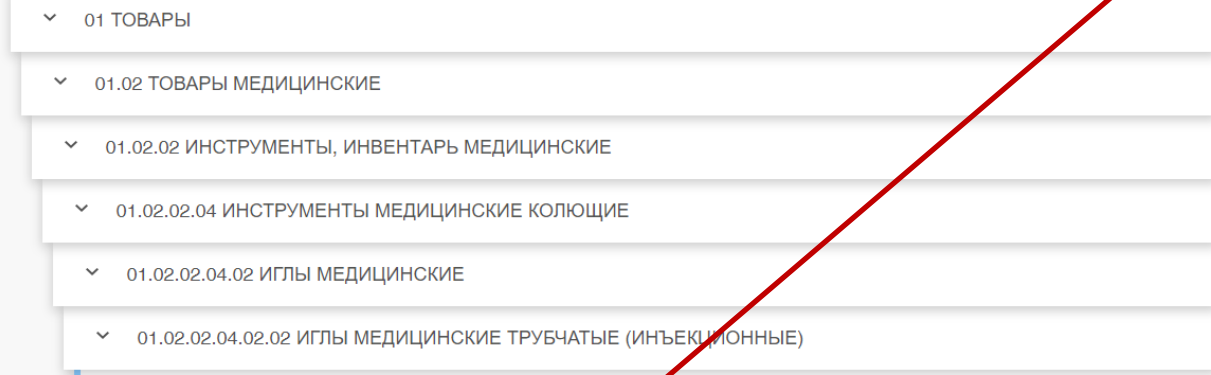 01 ТОВАРЫ
01.02 ТОВАРЫ МЕДИЦИНСКИЕ
01.02.02 ИНСТРУМЕНТЫ, ИНВЕНТАРЬ МЕДИЦИНСКИЕ
01.02.02.04 ИНСТРУМЕНТЫ МЕДИЦИНСКИЕ КОЛЮЩИЕ
01.02.02.04.02 ИГЛЫ МЕДИЦИНСКИЕ
01.02.02.04.02.02 ИГЛЫ МЕДИЦИНСКИЕ ТРУБЧАТЫЕ (ИНЪЕКЦИОННЫЕ)